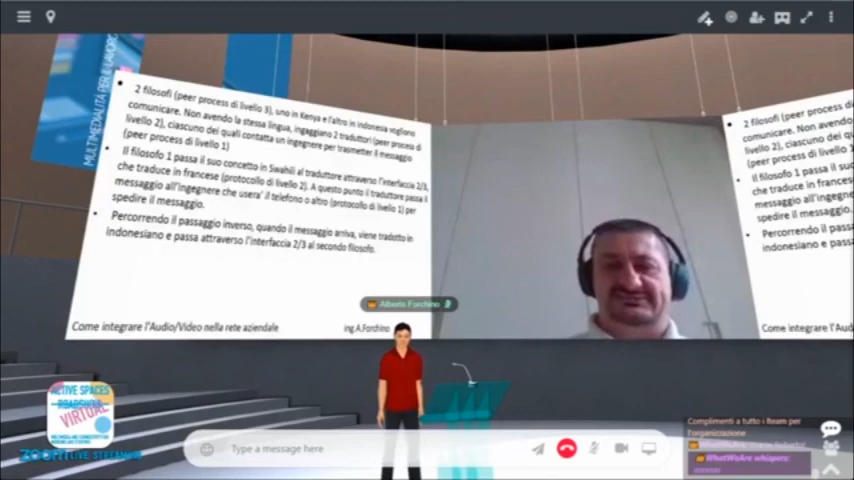 MULTIMEDIALITÀ PER IL LAVORO
2 filosofi (peer process di livello 3), uno in Kenya e l'altro in Indonesia vogliono
comunicare. Non avendo la stessa lingua, ingaggiano 2 traduttori (peer process di
livello 2), ciascuno dei quali contatta un ingegnere per trasmettere il messaggio
(peer process di livello 1)
Il filosofo 1 passa il suo concetto in Swahili al traduttore attraverso l'interfaccia 2/3,
che traduce in francese (protocollo di livello 2). A questo punto il traduttore passa il
messaggio all'ingegnere che usera' il telefono o altro (protocollo di livello 1) per
spedire il messaggio.
Percorrendo il passaggio inverso, quando il messaggio arriva, viene tradotto in
indonesiano e passa attraverso l'interfaccia 2/3 al secondo filosofo.
Come integrare l'Audio/Video nella rete aziendale
ing A.Forchino
2 filosofi (peer process di
comunicare. Non avendo
livello 2), ciascuno dei qu
(peer process di livello 1
Il filosofo 1 passa il suo c
che traduce in francese
messaggio all'ingegnere
spedire il messaggio.
Percorrendo il passa
indonesiano e passa
Come integrare l'Audio/V
Alberto Forchino
ACTIVE SPACES
ROADSHOW
VIRTUAL
LIVE STREAMING
Type a message here
Complimenti a tutto i team per
l'organizzazione
WhatWeAre whispers: